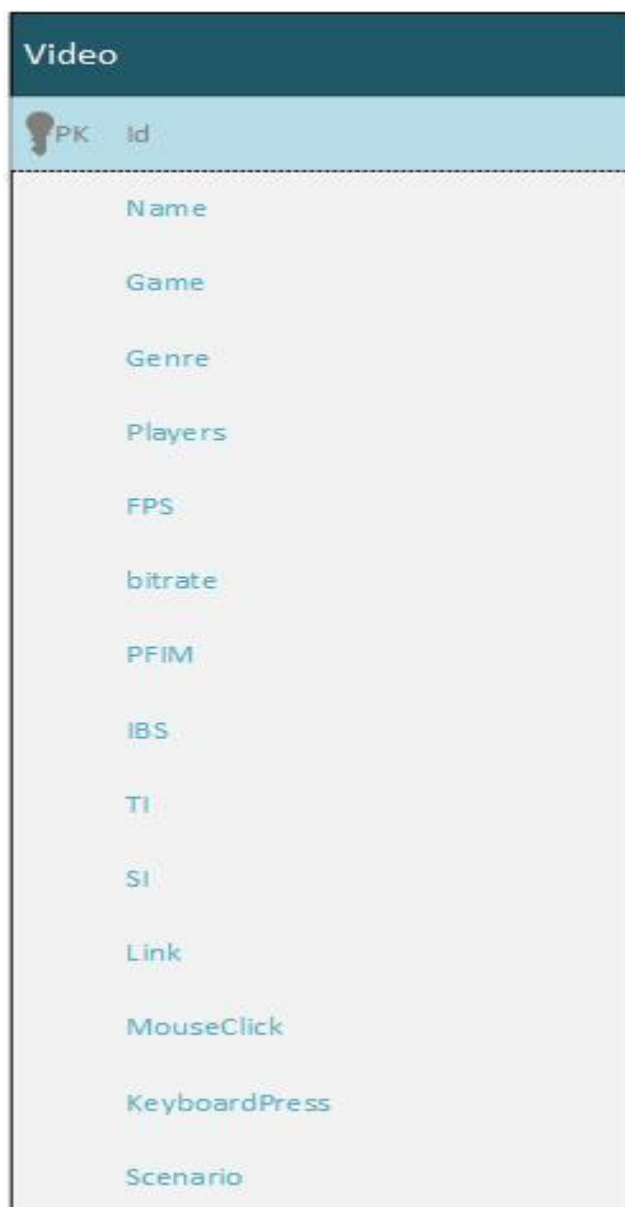 Video
PK Id
Name
Game
Genre
Players
FPS
bitrate
PFIM
IBS
TI
SI
Link
MouseClick
KeyboardPress
Scenario